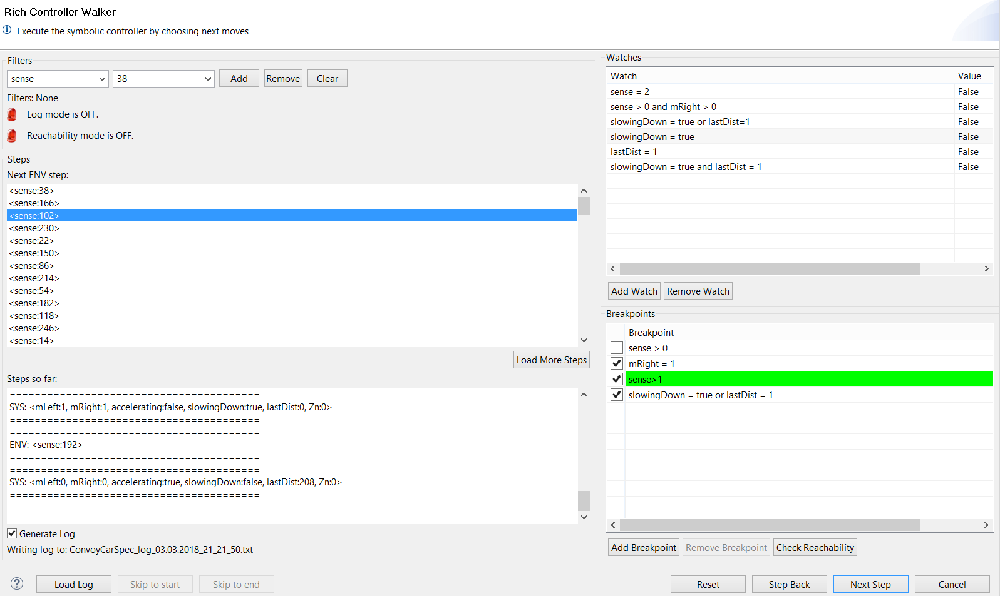 Rich Controller Walker
Execute the symbolic controller by choosing next moves
Filters
sense 38 Add Remove Clear
Filters: None
Log mode is OFF.
Reachability mode is OFF.
Steps
Next ENV step:
<sense:38>
<sense:166>
<sense:102>
<sense:230>
<sense:22>
<sense:150>
<sense:86>
<sense:214>
<sense:54>
<sense:182>
<sense:118>
<sense:246>
<sense:14>
Load More Steps
Steps so far:
========================================
SYS: <mLeft:1, mRight:1, accelerating:false, slowingDown:true, lastDist:0, Zn:0>
========================================
========================================
ENV: <sense:192>
========================================
========================================
SYS: <mLeft:0, mRight:0, accelerating:true, slowingDown:false, lastDist:208, Zn:0>
========================================
Generate Log
Writing log to: ConvoyCarSpec_log_03.03.2018_21_21_50.txt
Watches
Watch Value
sense = 2 False
sense > 0 and mRight > 0 False
slowingDown = true or lastDist=1 False
slowingDown = true False
lastDist = 1 False
slowingDown = true and lastDist = 1 False
Add Watch Remove Watch
Breakpoints
Breakpoint
sense > 0
mRight = 1
sense>1
slowingDown = true or lastDist = 1
Add Breakpoint Remove Breakpoint Check Reachability
? Load Log Skip to start Skip to end Reset Step Back Next Step Cancel